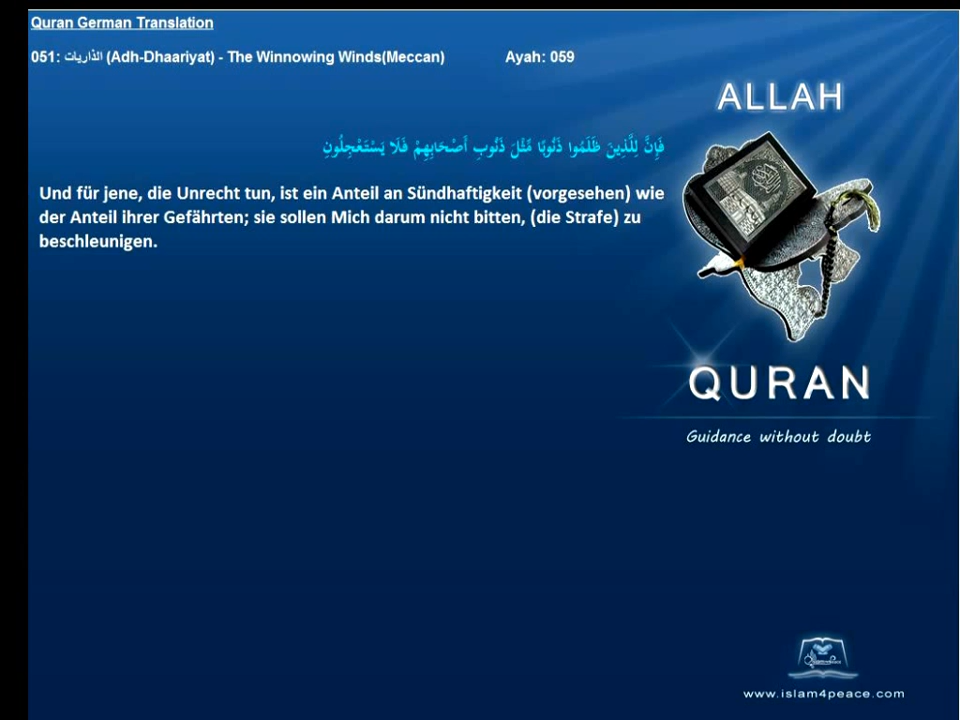 Quran German Translation
051: الذاريات (Adh-Dhaariyat) - The Winnowing Winds(Meccan) Ayah: 059
ALLAH
فَإِنَّ لِلَّذِينَ ظَلَمُوا ذَنُوبًا مِّثْلَ ذَنُوبِ أَصْحَابِهِمْ فَلَا يَسْتَعْجِلُونِ
Und für jene, die Unrecht tun, ist ein Anteil an Sündhaftigkeit (vorgesehen) wie
der Anteil ihrer Gefährten; sie sollen Mich darum nicht bitten, (die Strafe) zu
beschleunigen.
QURAN
Guidance without doubt
www.islam4peace.com